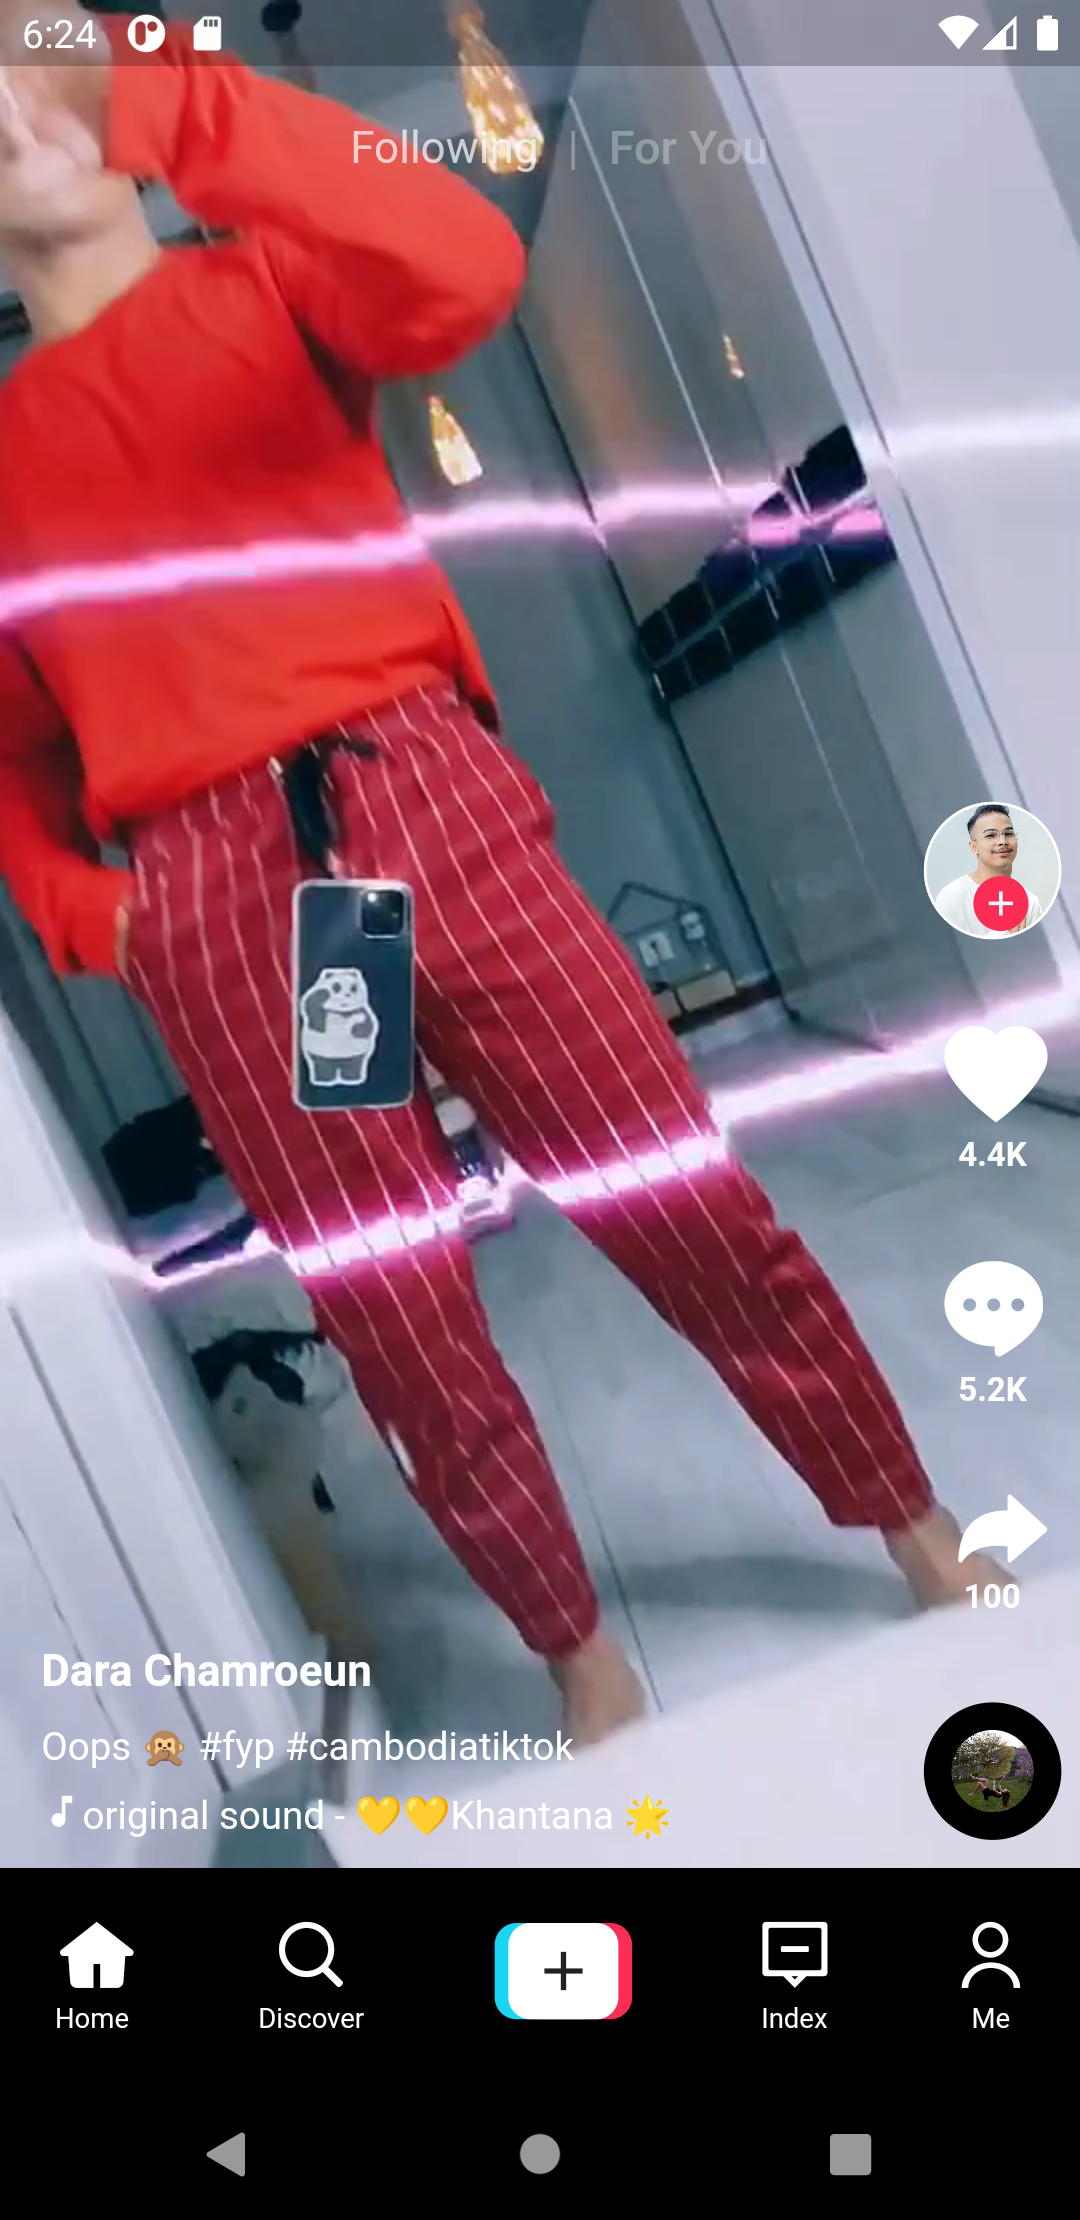 6:24
Following | For You
4.4K
5.2K
100
Dara Chamroeun
Oops 🙊 #fyp #cambodiatiktok
original sound - 💛💛Khantana 🌟
Home Discover Index Me